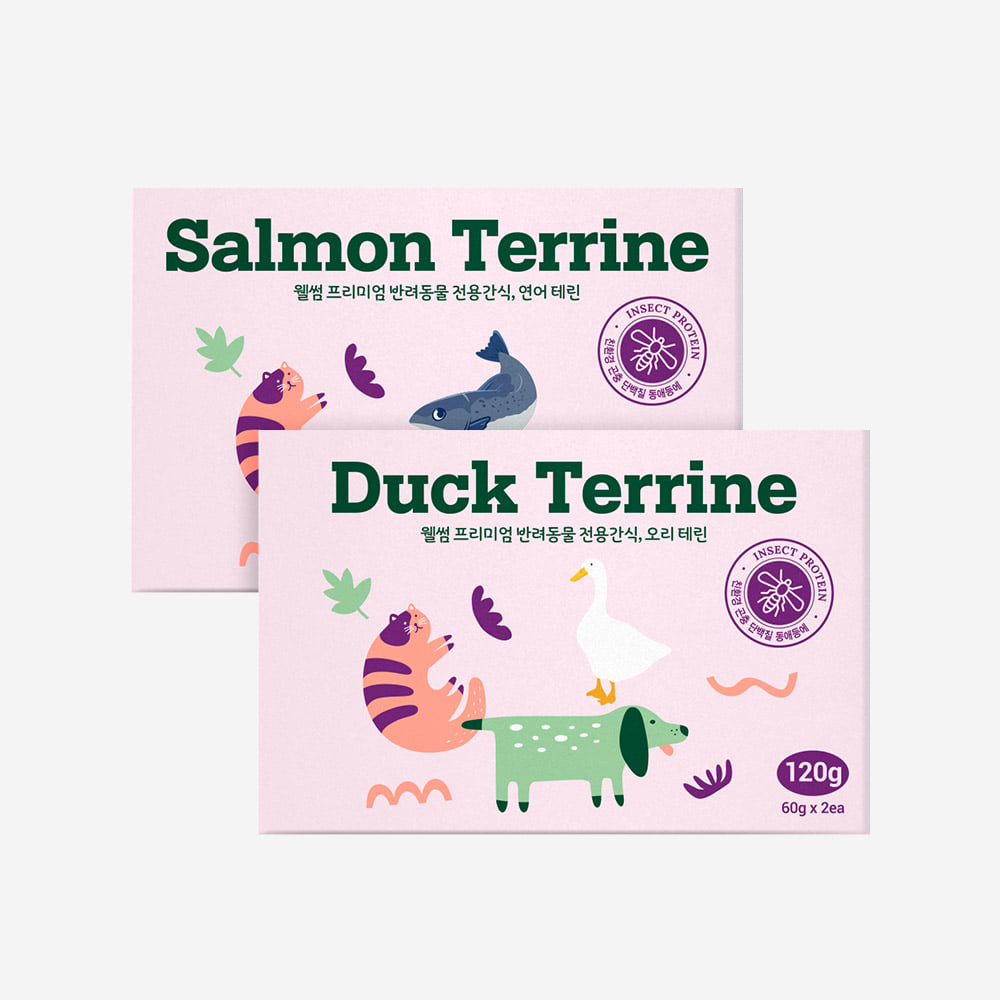 Salmon Terrine
웰썸 프리미엄 반려동물 전용간식, 연어 테린
INSECT PROTEIN
친환경 곤충 단백질 동애등에
Duck Terrine
웰썸 프리미엄 반려동물 전용간식, 오리 테린
INSECT PROTEIN
친환경 곤충 단백질 동애등에
120g
60g x 2ea